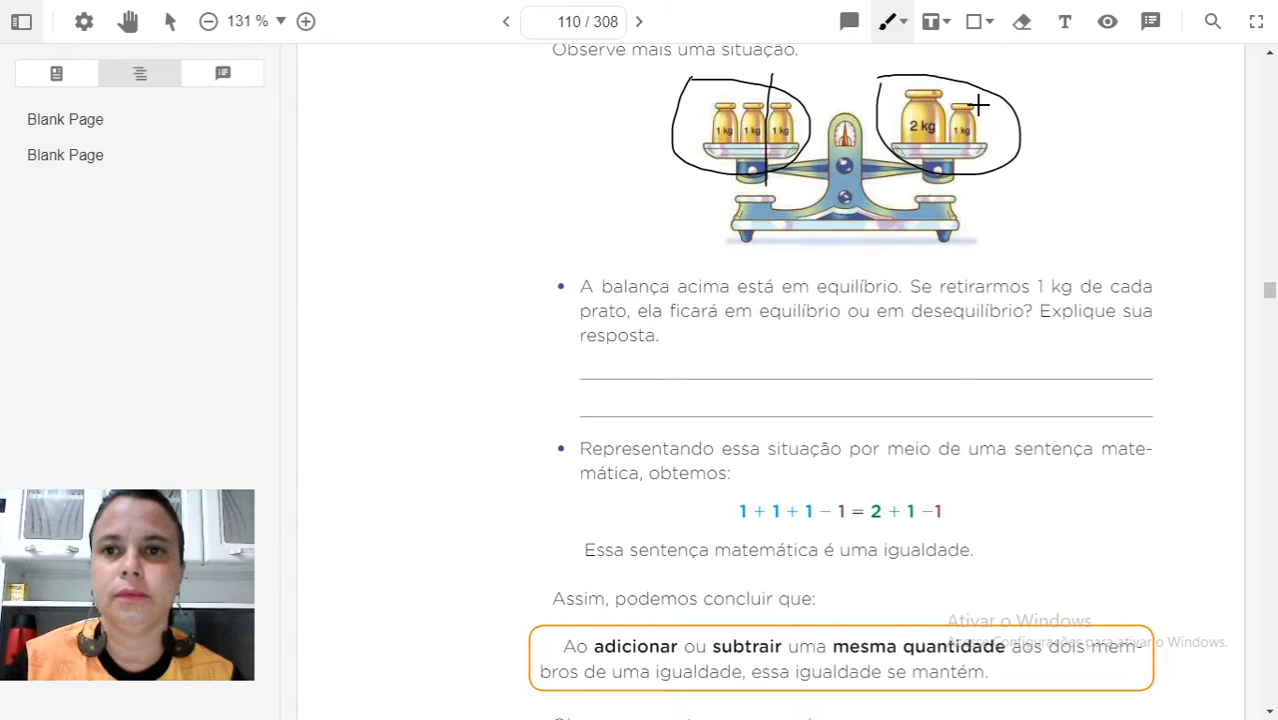 131 %
110 / 308
Blank Page
Blank Page
Observe mais uma situação.
1 kg 1 kg 1 kg
2 kg 1 kg
• A balança acima está em equilíbrio. Se retirarmos 1 kg de cada
prato, ela ficará em equilíbrio ou em desequilíbrio? Explique sua
resposta.
• Representando essa situação por meio de uma sentença mate-
mática, obtemos:
1 + 1 + 1 − 1 = 2 + 1 −1
Essa sentença matemática é uma igualdade.
Assim, podemos concluir que:
Ao adicionar ou subtrair uma mesma quantidade aos dois mem-
bros de uma igualdade, essa igualdade se mantém.
Ativar o Windows
Acesse Configurações para ativar o Windows.